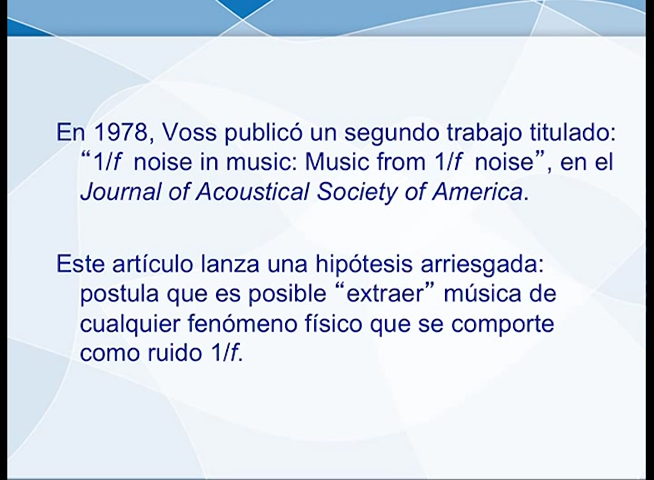 En 1978, Voss publicó un segundo trabajo titulado:
“1/f noise in music: Music from 1/f noise”, en el
Journal of Acoustical Society of America.
Este artículo lanza una hipótesis arriesgada:
postula que es posible “extraer” música de
cualquier fenómeno físico que se comporte
como ruido 1/f.